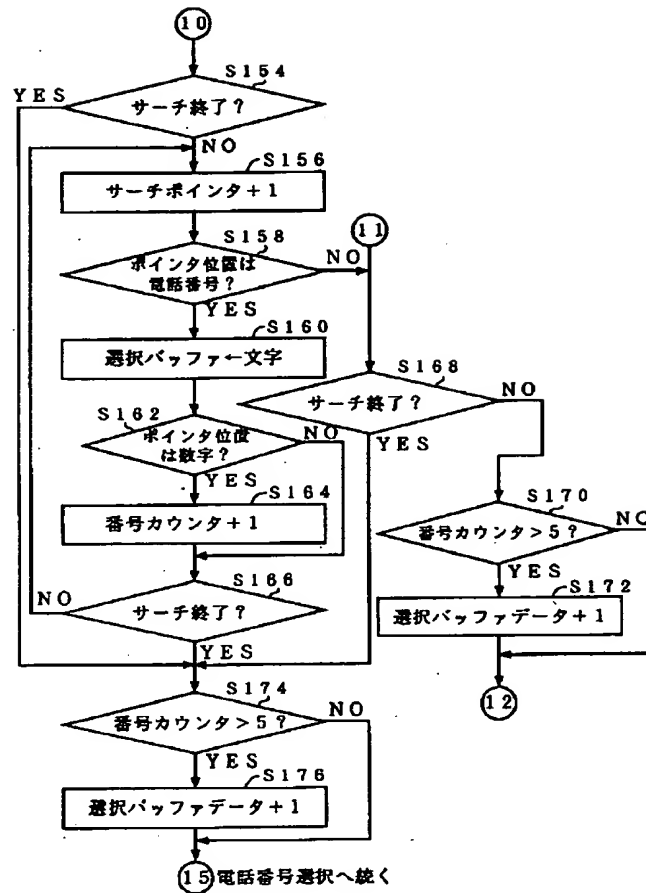 10
S154
YES
サーチ終了?
NO
S156
サーチポインタ+1
11
S158
ポインタ位置は
電話番号?
NO
YES
S160
選択バッファ←文字
S168
サーチ終了?
NO
YES
S162
ポインタ位置
は数字?
NO
YES
S164
番号カウンタ+1
S170
番号カウンタ>5?
NO
YES
S166
サーチ終了?
NO
YES
S172
選択バッファデータ+1
12
S174
番号カウンタ>5?
NO
YES
S176
選択バッファデータ+1
15 電話番号選択へ続く